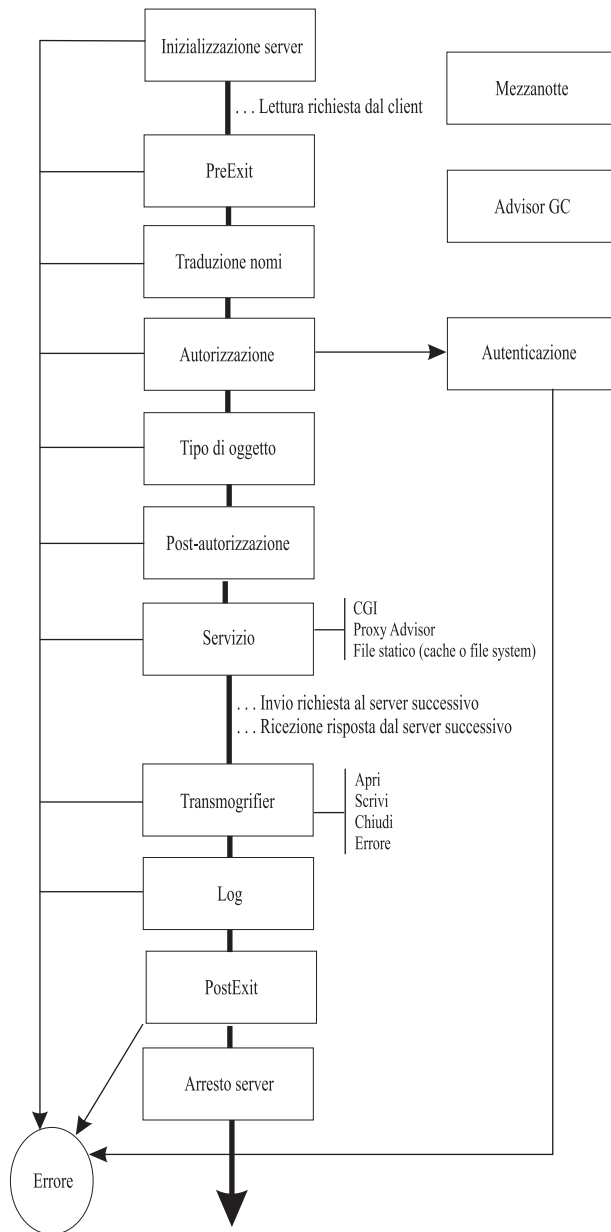 Inizializzazione server
Mezzanotte
. . . Lettura richiesta dal client
PreExit
Advisor GC
Traduzione nomi
Autorizzazione
Autenticazione
Tipo di oggetto
Post-autorizzazione
Servizio
CGI
Proxy Advisor
File statico (cache o file system)
. . . Invio richiesta al server successivo
. . . Ricezione risposta dal server successivo
Transmogrifier
Apri
Scrivi
Chiudi
Errore
Log
PostExit
Arresto server
Errore